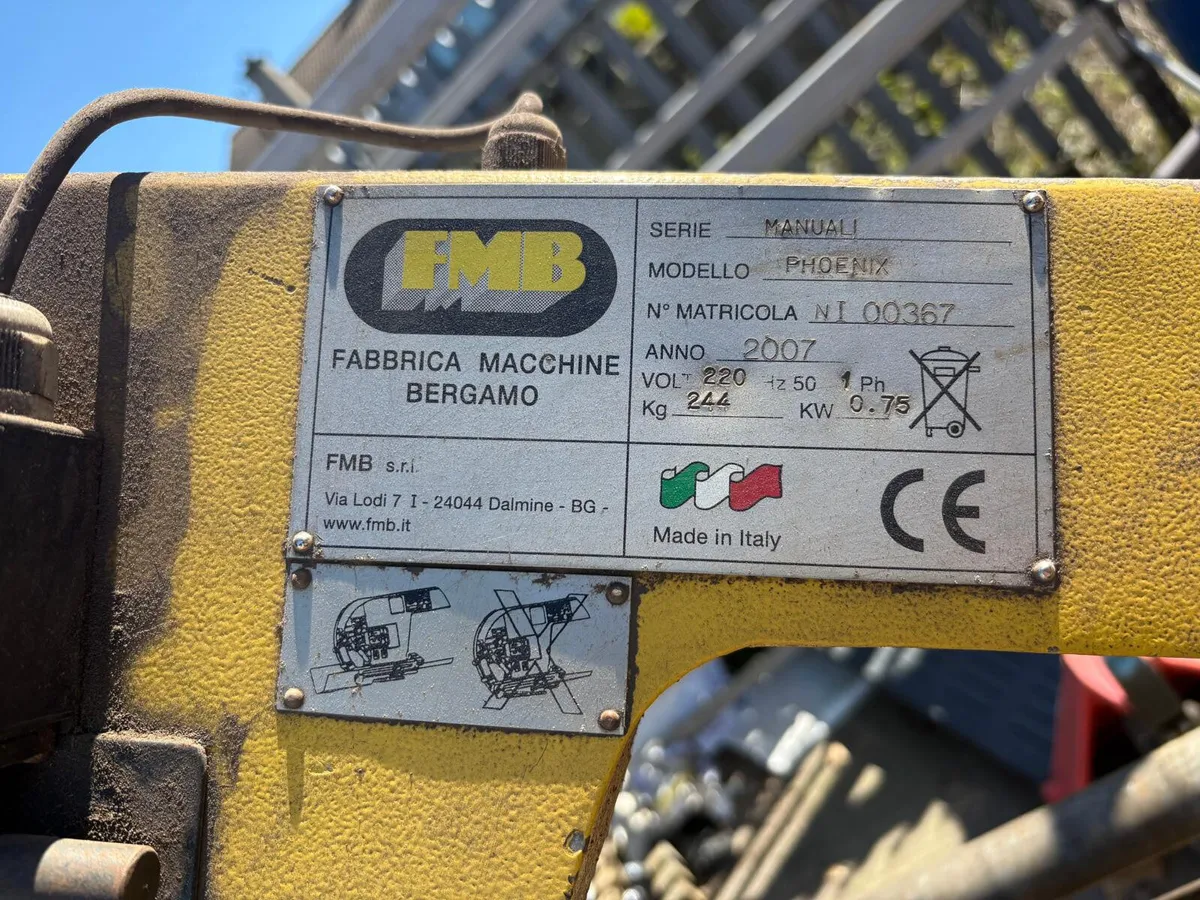 FMB
FABBRICA MACCHINE
BERGAMO
SERIE MANUALI
MODELLO PHOENIX
N° MATRICOLA NI 00367
ANNO 2007
VOLT 220 Hz 50 1 Ph
Kg 244 KW 0.75
FMB s.r.l.
Via Lodi 7 I - 24044 Dalmine - BG -
www.fmb.it
Made in Italy
CE